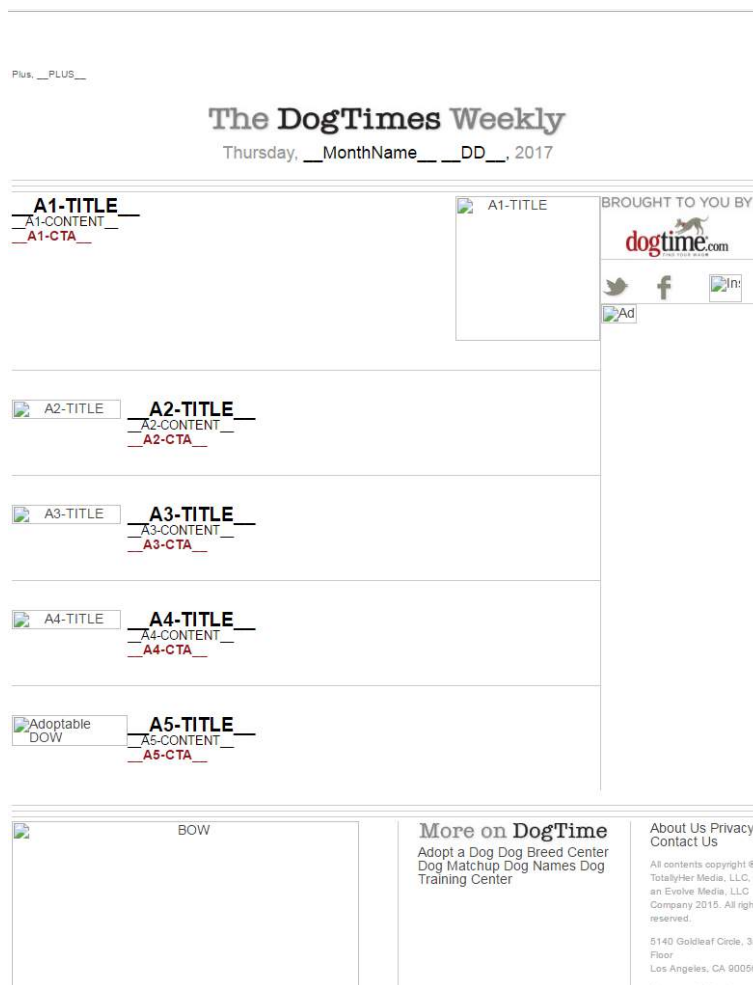 Plus, __PLUS__
The DogTimes Weekly
Thursday, __MonthName__ __DD__, 2017
__A1-TITLE__
__A1-CONTENT__
__A1-CTA__
A1-TITLE
BROUGHT TO YOU BY
dogtime.com
FIND YOUR WAG
Ins
Ad
A2-TITLE
__A2-TITLE__
__A2-CONTENT__
__A2-CTA__
A3-TITLE
__A3-TITLE__
__A3-CONTENT__
__A3-CTA__
A4-TITLE
__A4-TITLE__
__A4-CONTENT__
__A4-CTA__
Adoptable
DOW
__A5-TITLE__
__A5-CONTENT__
__A5-CTA__
BOW
More on DogTime
Adopt a Dog Dog Breed Center
Dog Matchup Dog Names Dog
Training Center
About Us Privacy
Contact Us
All contents copyright ©
TotallyHer Media, LLC,
an Evolve Media, LLC
Company 2015. All righ
reserved.
5140 Goldleaf Circle, 3
Floor
Los Angeles, CA 90056